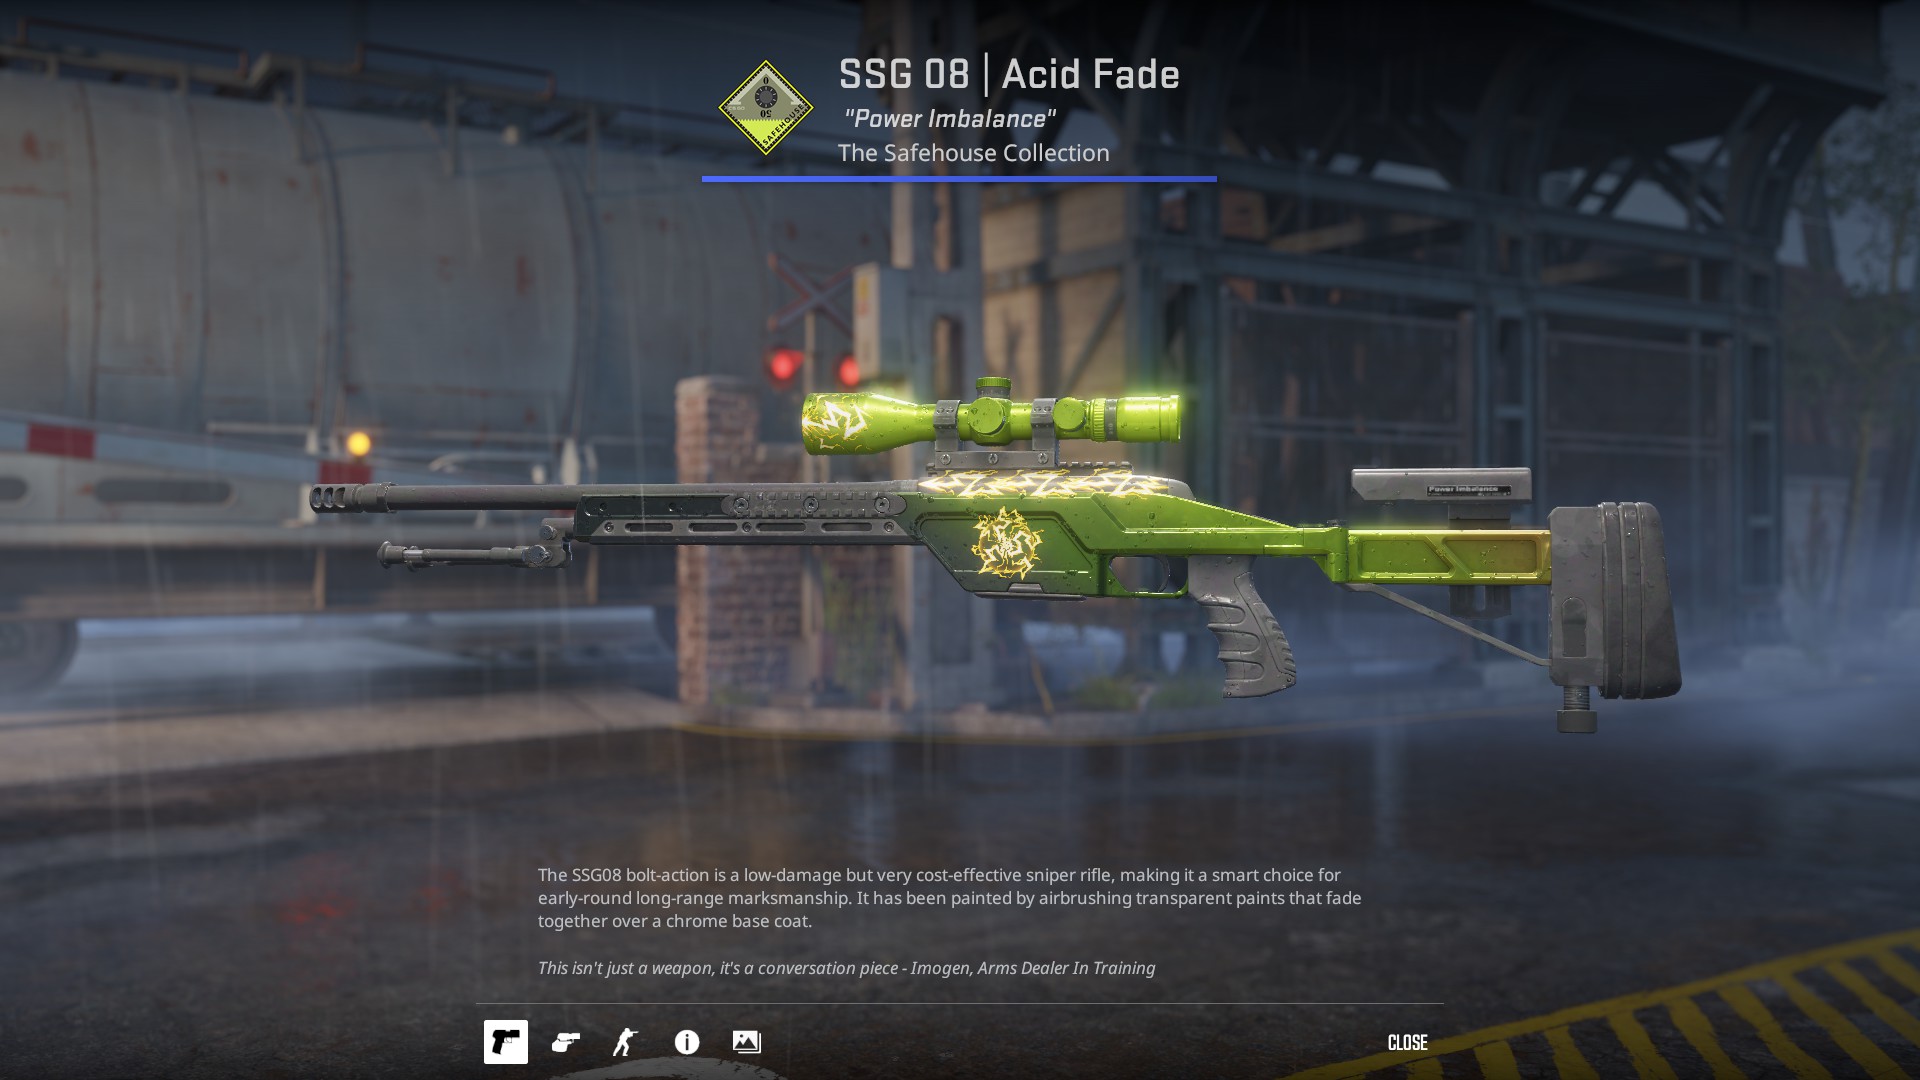 SSG 08 | Acid Fade
"Power Imbalance"
The Safehouse Collection
0
50
SAFEHOUSE
Power Imbalance
The SSG08 bolt-action is a low-damage but very cost-effective sniper rifle, making it a smart choice for
early-round long-range marksmanship. It has been painted by airbrushing transparent paints that fade
together over a chrome base coat.
This isn't just a weapon, it's a conversation piece - Imogen, Arms Dealer In Training
CLOSE